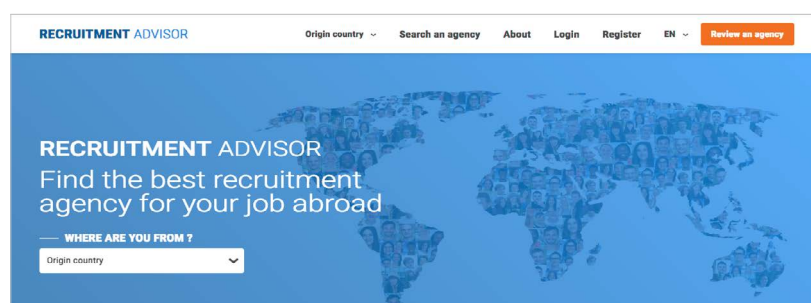 RECRUITMENT ADVISOR
Origin country
Search an agency
About
Login
Register
EN
Review an agency
RECRUITMENT ADVISOR
Find the best recruitment
agency for your job abroad
WHERE ARE YOU FROM ?
Origin country